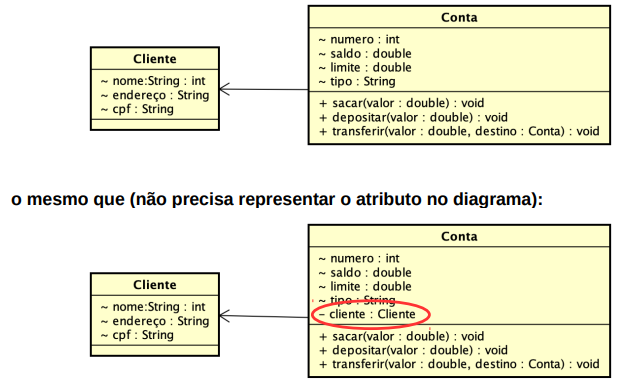 Conta
~ numero : int
~ saldo : double
~ limite : double
~ tipo : String
+ sacar(valor : double) : void
+ depositar(valor : double) : void
+ transferir(valor : double, destino : Conta) : void
Cliente
~ nome:String : int
~ endereço : String
~ cpf : String
o mesmo que (não precisa representar o atributo no diagrama):
Conta
~ numero : int
~ saldo : double
~ limite : double
~ tipo : String
- cliente : Cliente
+ sacar(valor : double) : void
+ depositar(valor : double) : void
+ transferir(valor : double, destino : Conta) : void
Cliente
~ nome:String : int
~ endereço : String
~ cpf : String